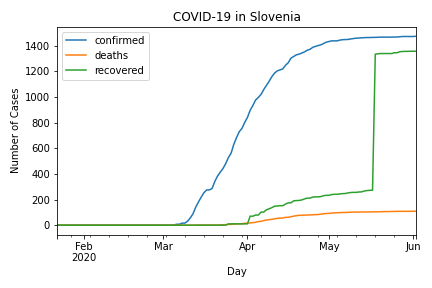 COVID-19 in Slovenia
confirmed
deaths
recovered
Number of Cases
1400
1200
1000
800
600
400
200
0
Feb
2020
Mar
Apr
May
Jun
Day